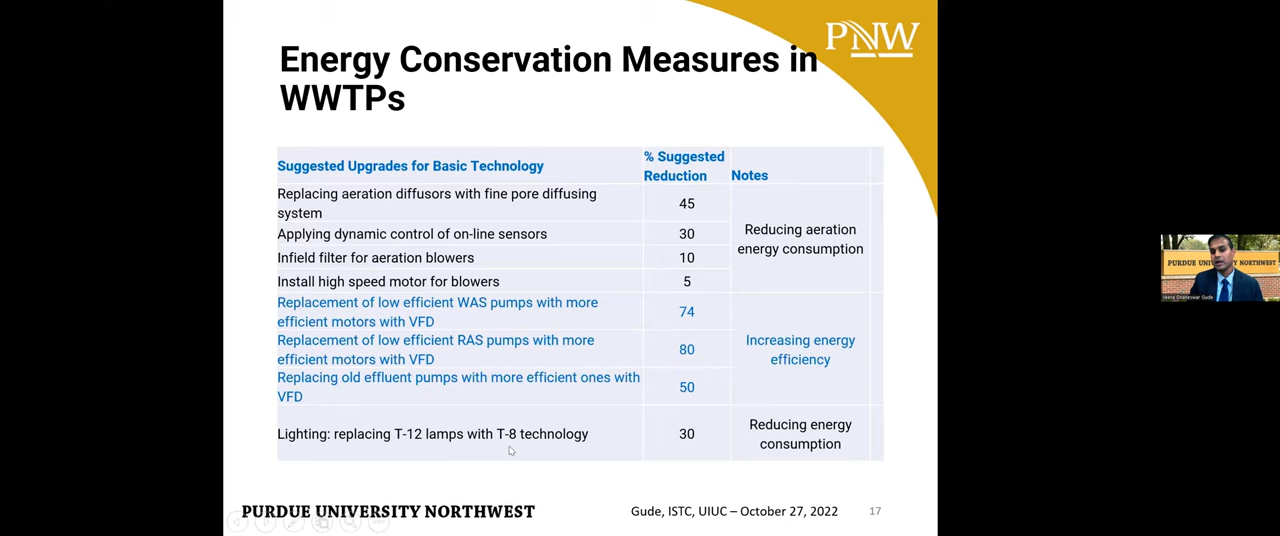 PNW
Energy Conservation Measures in
WWTPs
Suggested Upgrades for Basic Technology
% Suggested
Reduction
Notes
Replacing aeration diffusors with fine pore diffusing
system
45
Applying dynamic control of on-line sensors
30
Infield filter for aeration blowers
10
Install high speed motor for blowers
5
Reducing aeration
energy consumption
Replacement of low efficient WAS pumps with more
efficient motors with VFD
74
Replacement of low efficient RAS pumps with more
efficient motors with VFD
80
Replacing old effluent pumps with more efficient ones with
VFD
50
Increasing energy
efficiency
Lighting: replacing T-12 lamps with T-8 technology
30
Reducing energy
consumption
PURDUE UNIVERSITY NORTHWEST
Gude, ISTC, UIUC – October 27, 2022
17
PURDUE UNIVERSITY NORTHWEST